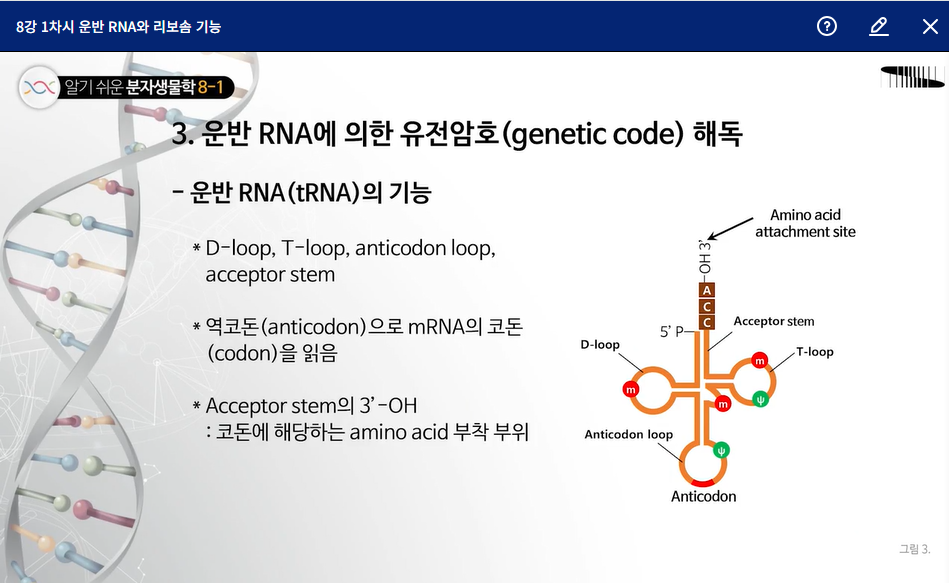 8강 1차시 운반 RNA와 리보솜 기능
알기 쉬운 분자생물학 8-1
3. 운반 RNA에 의한 유전암호(genetic code) 해독
- 운반 RNA(tRNA)의 기능
* D-loop, T-loop, anticodon loop,
acceptor stem
* 역코돈(anticodon)으로 mRNA의 코돈
(codon)을 읽음
* Acceptor stem의 3’-OH
: 코돈에 해당하는 amino acid 부착 부위
Amino acid
attachment site
OH 3’
A
C
C
5’ P
Acceptor stem
D-loop
T-loop
m
m
m
ψ
Anticodon loop
ψ
Anticodon
그림 3.